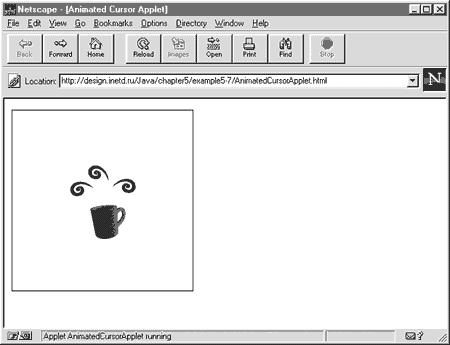 Netscape - [Animated Cursor Applet]
File Edit View Go Bookmarks Options Directory Window Help
Back Forward Home Reload Images Open Print Find Stop
Location: http://design.inetd.ru/Java/chapter5/example5-7/AnimatedCursorApplet.html
N
Applet AnimatedCursorApplet running
?